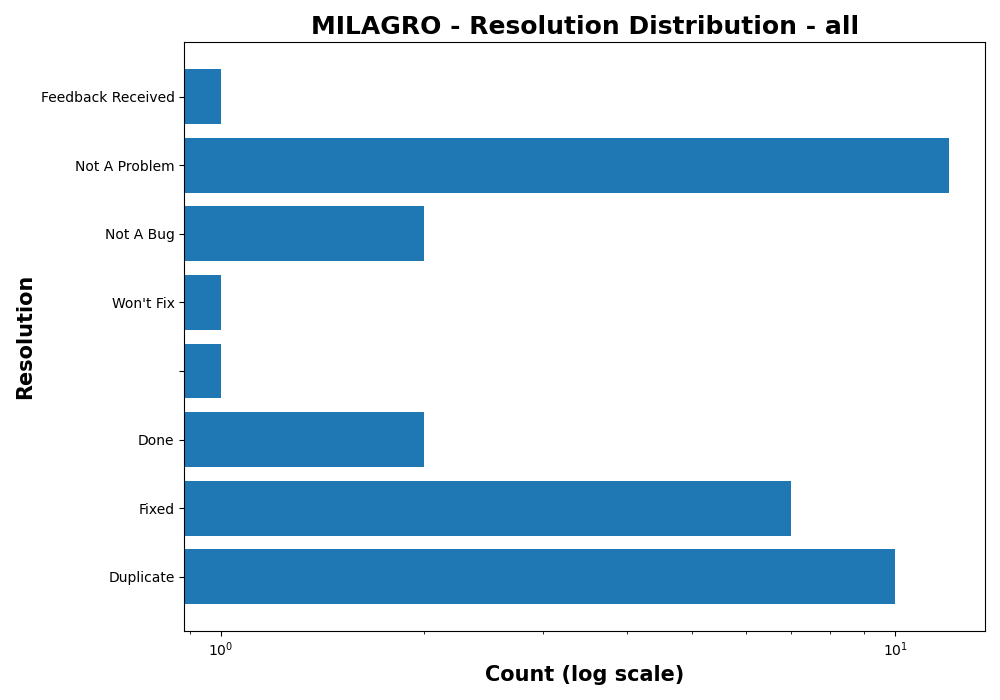 MILAGRO - Resolution Distribution - all
Resolution
Feedback Received
Not A Problem
Not A Bug
Won't Fix
Done
Fixed
Duplicate
10⁰
10¹
Count (log scale)